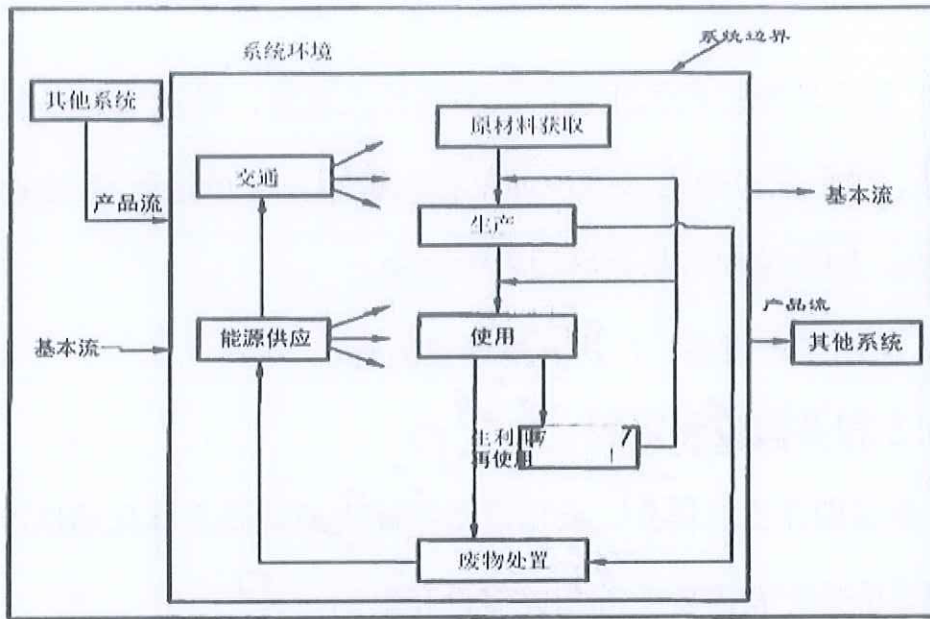 系统环境
系统边界
其他系统
原材料获取
交通
产品流
基本流
生产
产品流
基本流
能源供应
使用
其他系统
再使用
废物处置